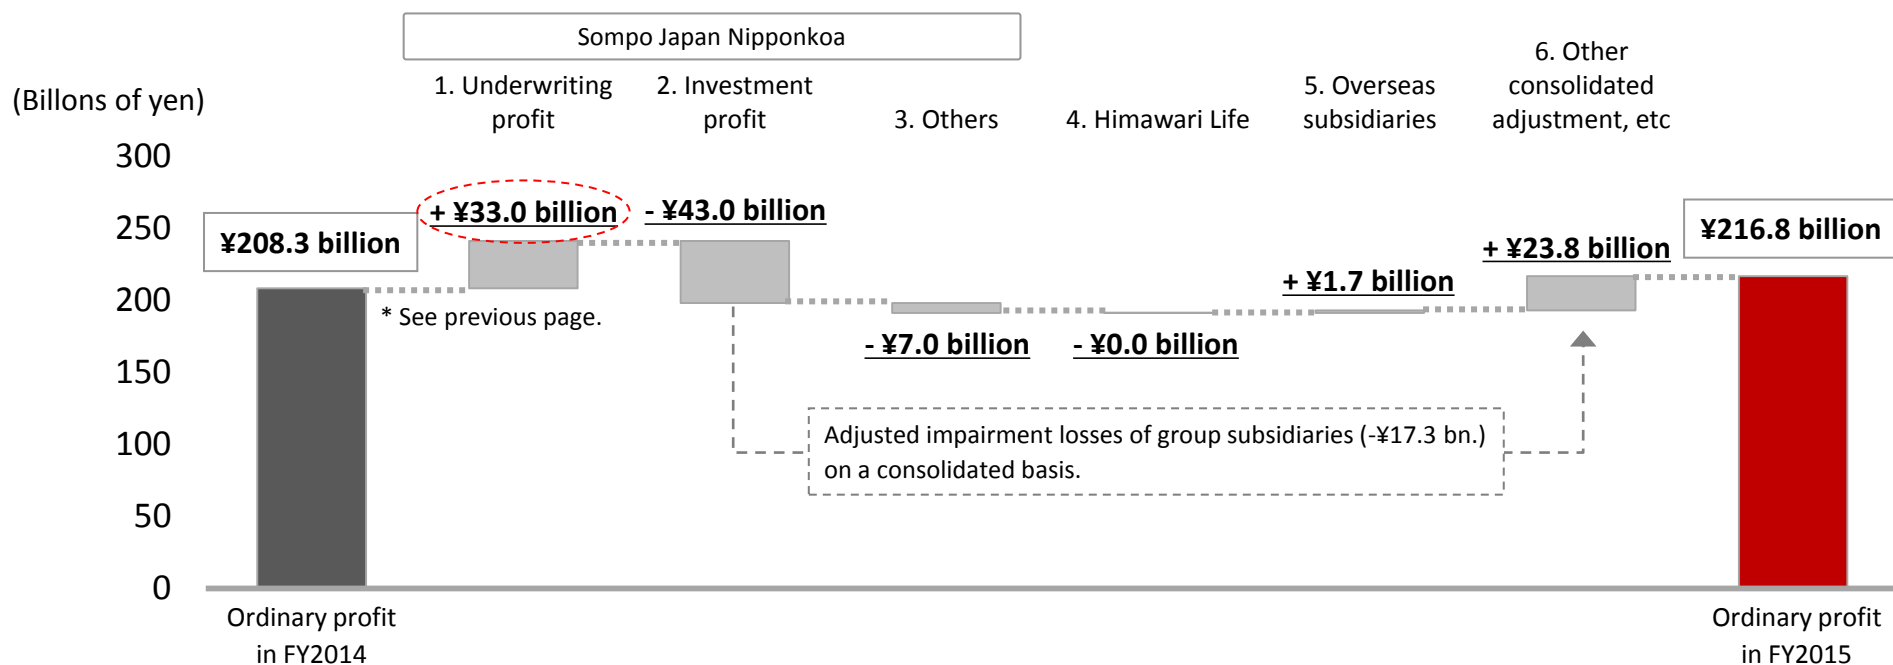 Sompo Japan Nipponkoa
(Billons of yen)
1. Underwriting
profit
2. Investment
profit
3. Others
4. Himawari Life
5. Overseas
subsidiaries
6. Other
consolidated
adjustment, etc
300
250
200
150
100
50
0
¥208.3 billion
+ ¥33.0 billion
- ¥43.0 billion
- ¥7.0 billion
- ¥0.0 billion
+ ¥1.7 billion
+ ¥23.8 billion
¥216.8 billion
* See previous page.
Adjusted impairment losses of group subsidiaries (-¥17.3 bn.)
on a consolidated basis.
Ordinary profit
in FY2014
Ordinary profit
in FY2015